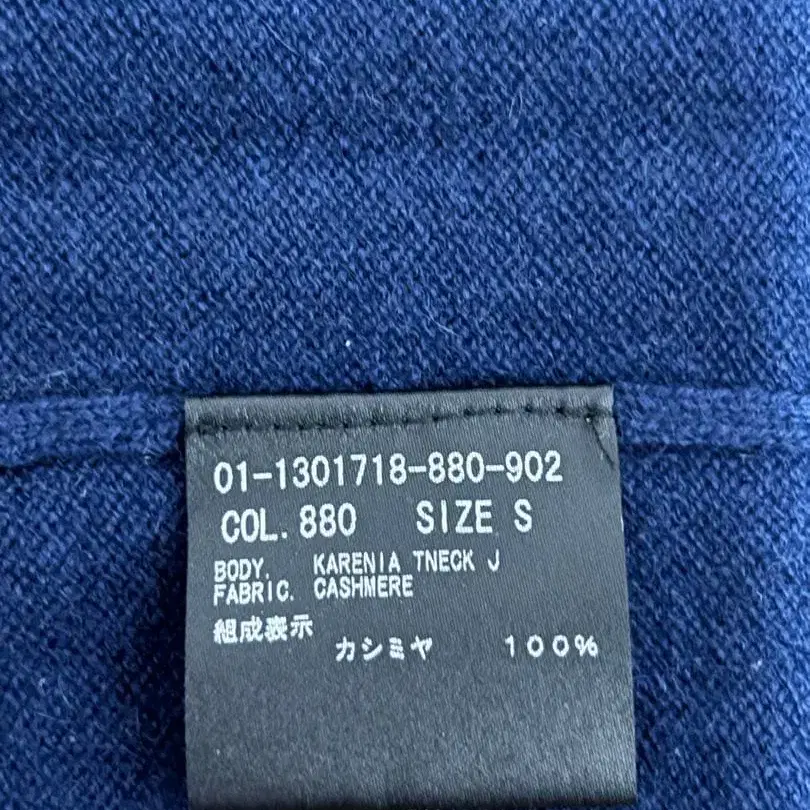 01-1301718-880-902
COL. 880 SIZE S
BODY. KARENIA TNECK J
FABRIC. CASHMERE
組成表示
カシミヤ 100%